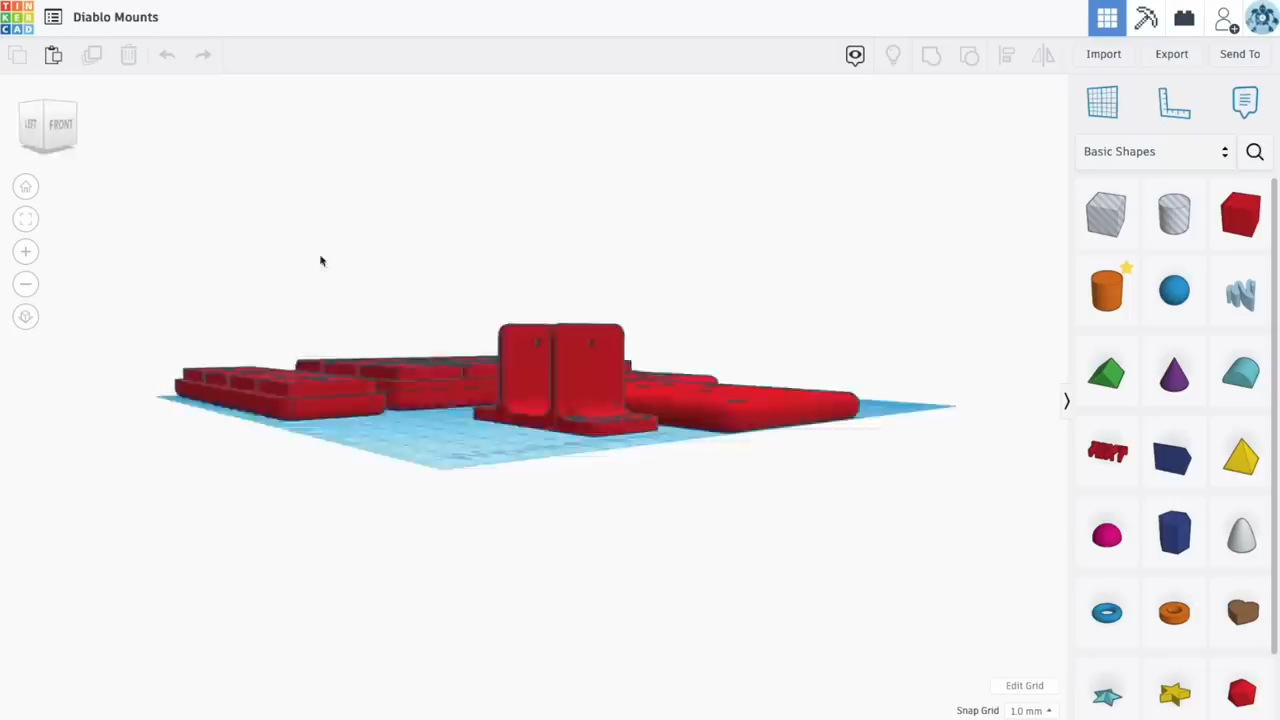 TIN
KER
CAD
Diablo Mounts
Import
Export
Send To
LEFT
FRONT
Basic Shapes
TEXT
Edit Grid
Snap Grid
1.0 mm